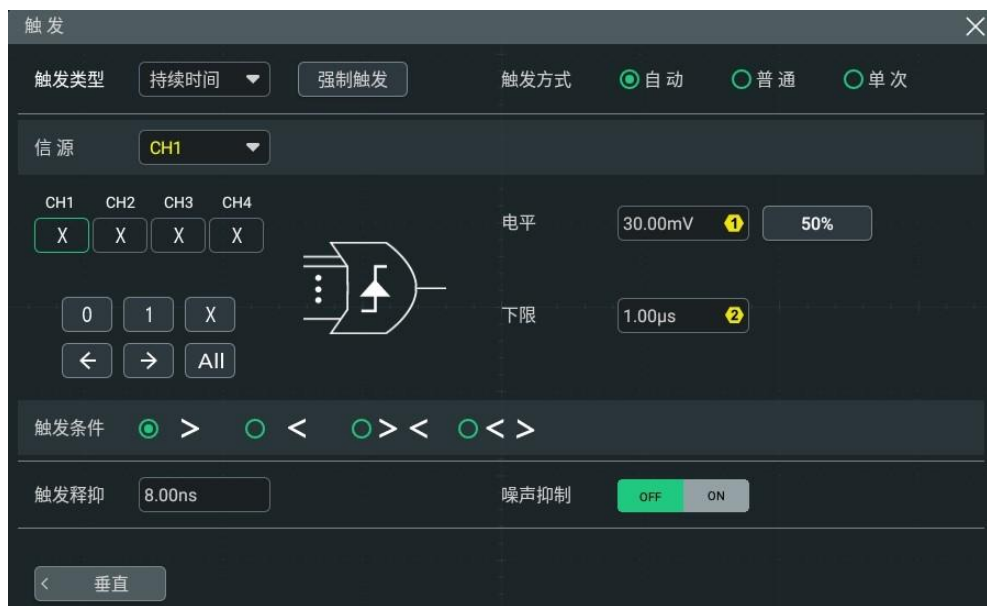 触发
触发类型 持续时间 强制触发 触发方式 自动 普通 单次
信源 CH1
CH1 CH2 CH3 CH4
X X X X
电平 30.00mV 1 50%
0 1 X
下限 1.00μs 2
← → All
触发条件 > < > < < >
触发释抑 8.00ns 噪声抑制 OFF ON
< 垂直